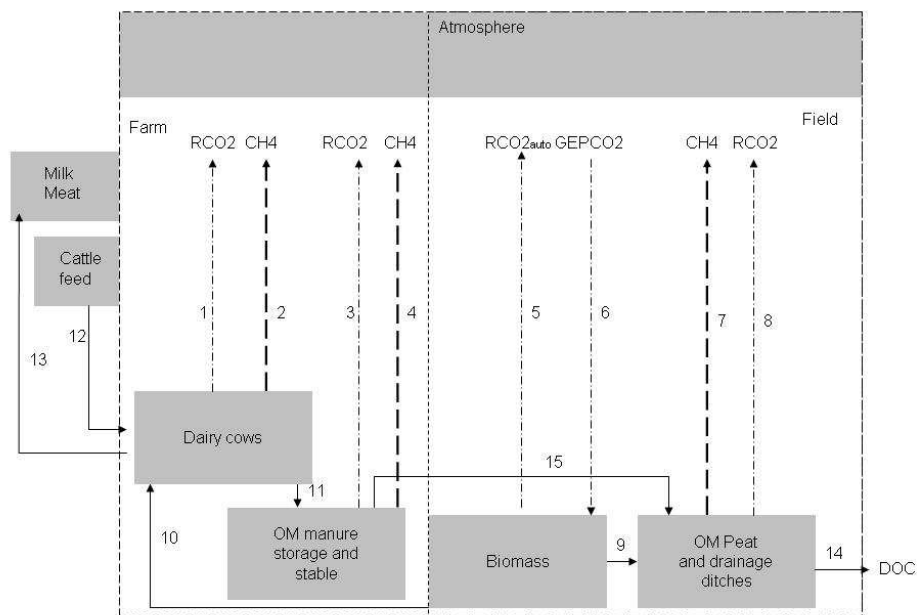 Atmosphere
Farm
Field
RCO2 CH4 RCO2 CH4 RCO2auto GEPCO2 CH4 RCO2
Milk
Meat
Cattle
feed
1 2 3 4 5 6 7 8
12
13
Dairy cows
15
11
10
OM manure
storage and
stable
Biomass
9
OM Peat
and drainage
ditches
14
DOC